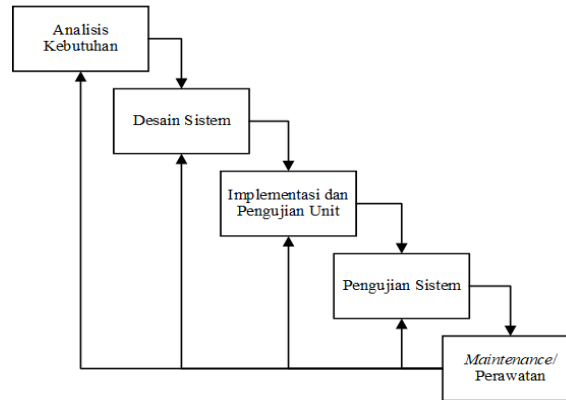 Analisis
Kebutuhan
Desain Sistem
Implementasi dan
Pengujian Unit
Pengujian Sistem
Maintenance/
Perawatan